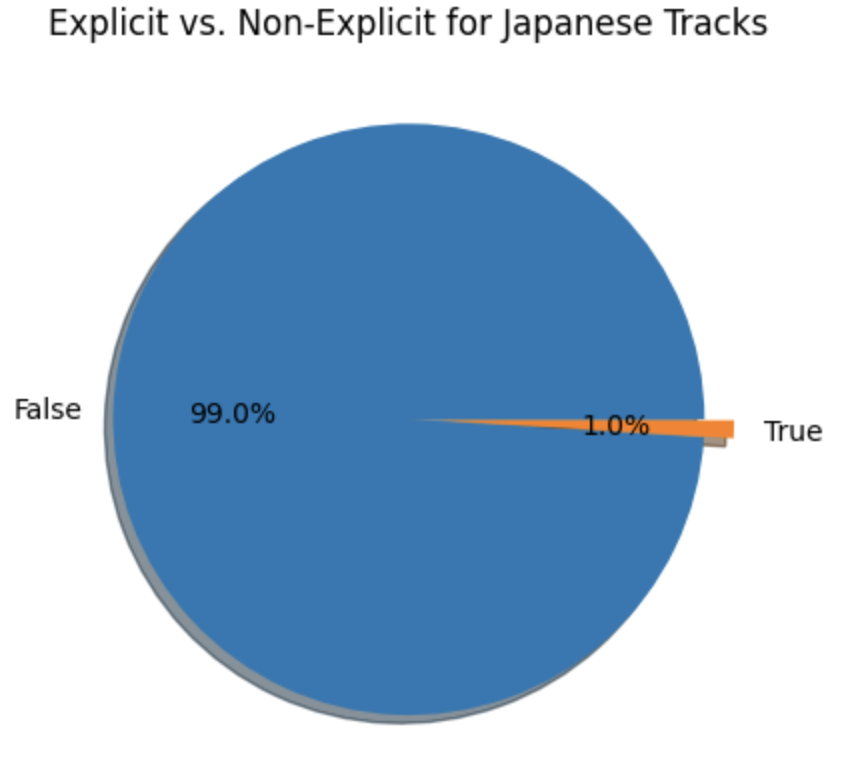 Explicit vs. Non-Explicit for Japanese Tracks
False
99.0%
1.0%
True